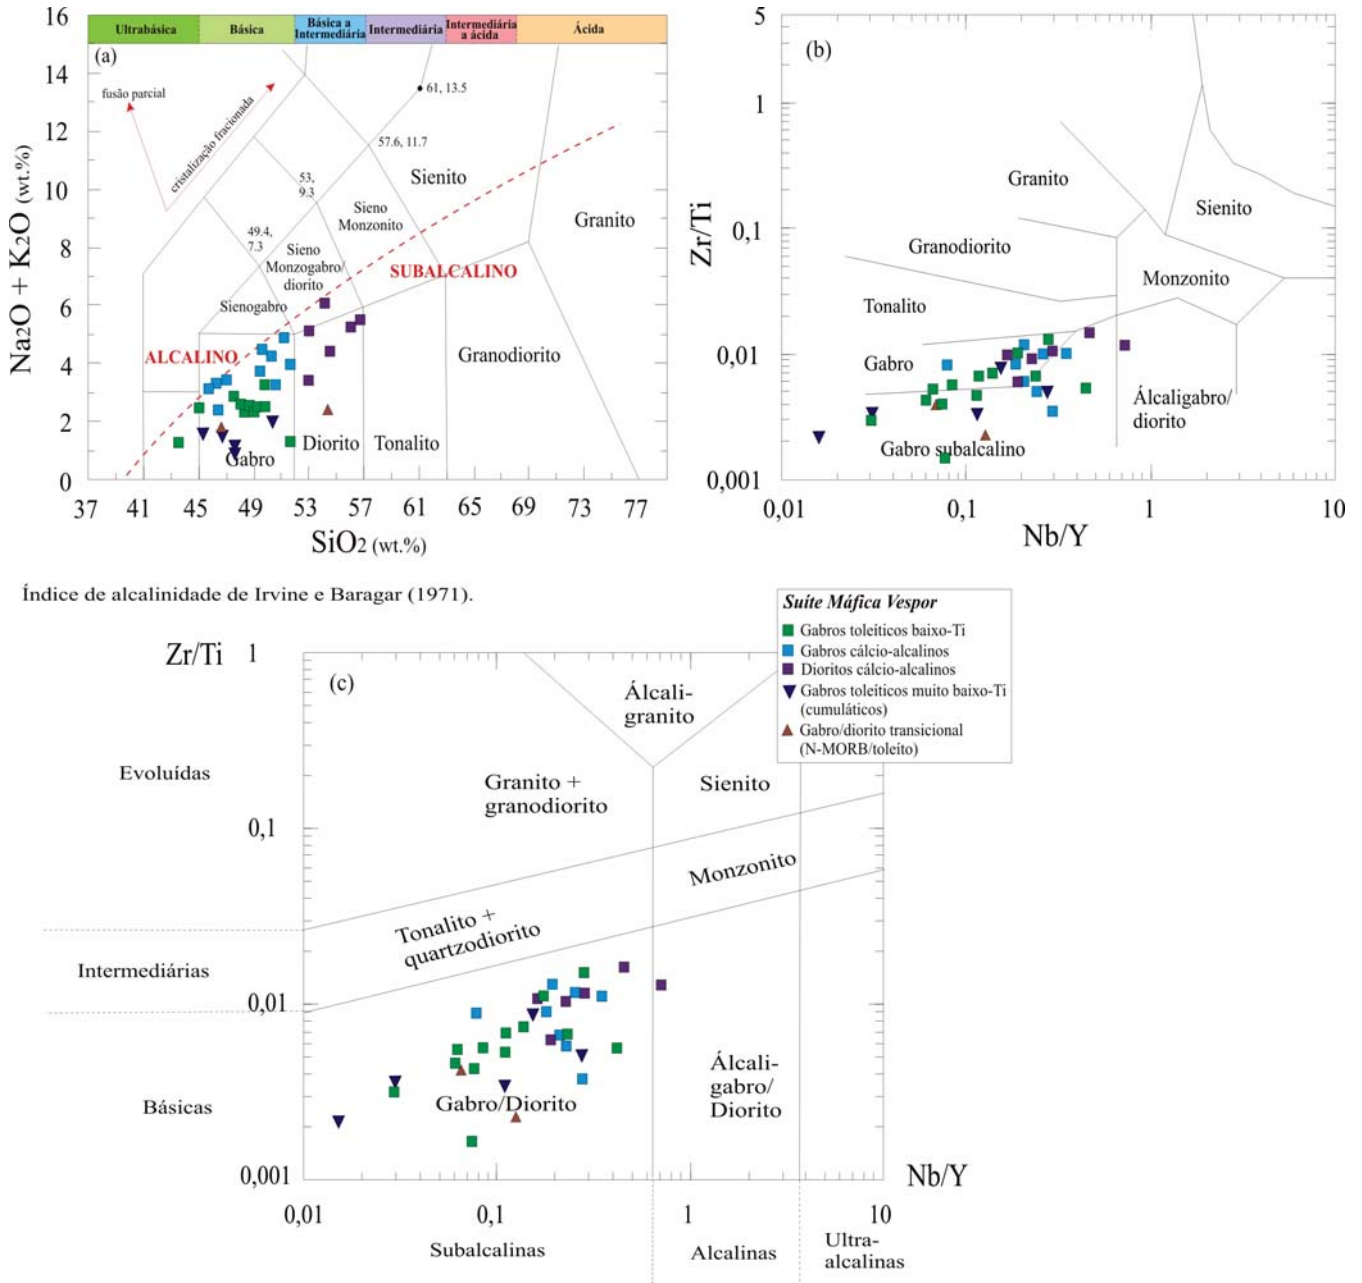 Ultrabásica
Básica
Básica a
Intermediária
Intermediária
Intermediária
a ácida
Ácida
(a)
16
14
12
10
8
6
4
2
0
Na2O + K2O (wt.%)
fusão parcial
cristalização fracionada
61, 13.5
57.6, 11.7
53,
9.3
49.4,
7.3
Sienito
Sieno
Monzonito
Sieno
Monzogabro/
diorito
Sienogabro
Granito
SUBALCALINO
ALCALINO
Granodiorito
Gabro
Diorito
Tonalito
37
41
45
49
53
57
61
65
69
73
77
SiO2 (wt.%)
(b)
5
1
0,1
0,01
0,001
Zr/Ti
Granito
Sienito
Granodiorito
Monzonito
Tonalito
Gabro
Álcaligabro/
diorito
Gabro subalcalino
0,01
0,1
1
10
Nb/Y
Índice de alcalinidade de Irvine e Baragar (1971).
Suíte Máfica Vespor
Gabros toleíticos baixo-Ti
Gabros cálcio-alcalinos
Dioritos cálcio-alcalinos
Gabros toleíticos muito baixo-Ti
(cumuláticos)
Gabro/diorito transicional
(N-MORB/toleíto)
Zr/Ti
1
0,1
0,01
0,001
(c)
Álcali-
granito
Evoluídas
Granito +
granodiorito
Sienito
Monzonito
Tonalito +
quartzodiorito
Intermediárias
Básicas
Gabro/Diorito
Álcali-
gabro/
Diorito
Nb/Y
0,01
0,1
1
10
Subalcalinas
Alcalinas
Ultra-
alcalinas